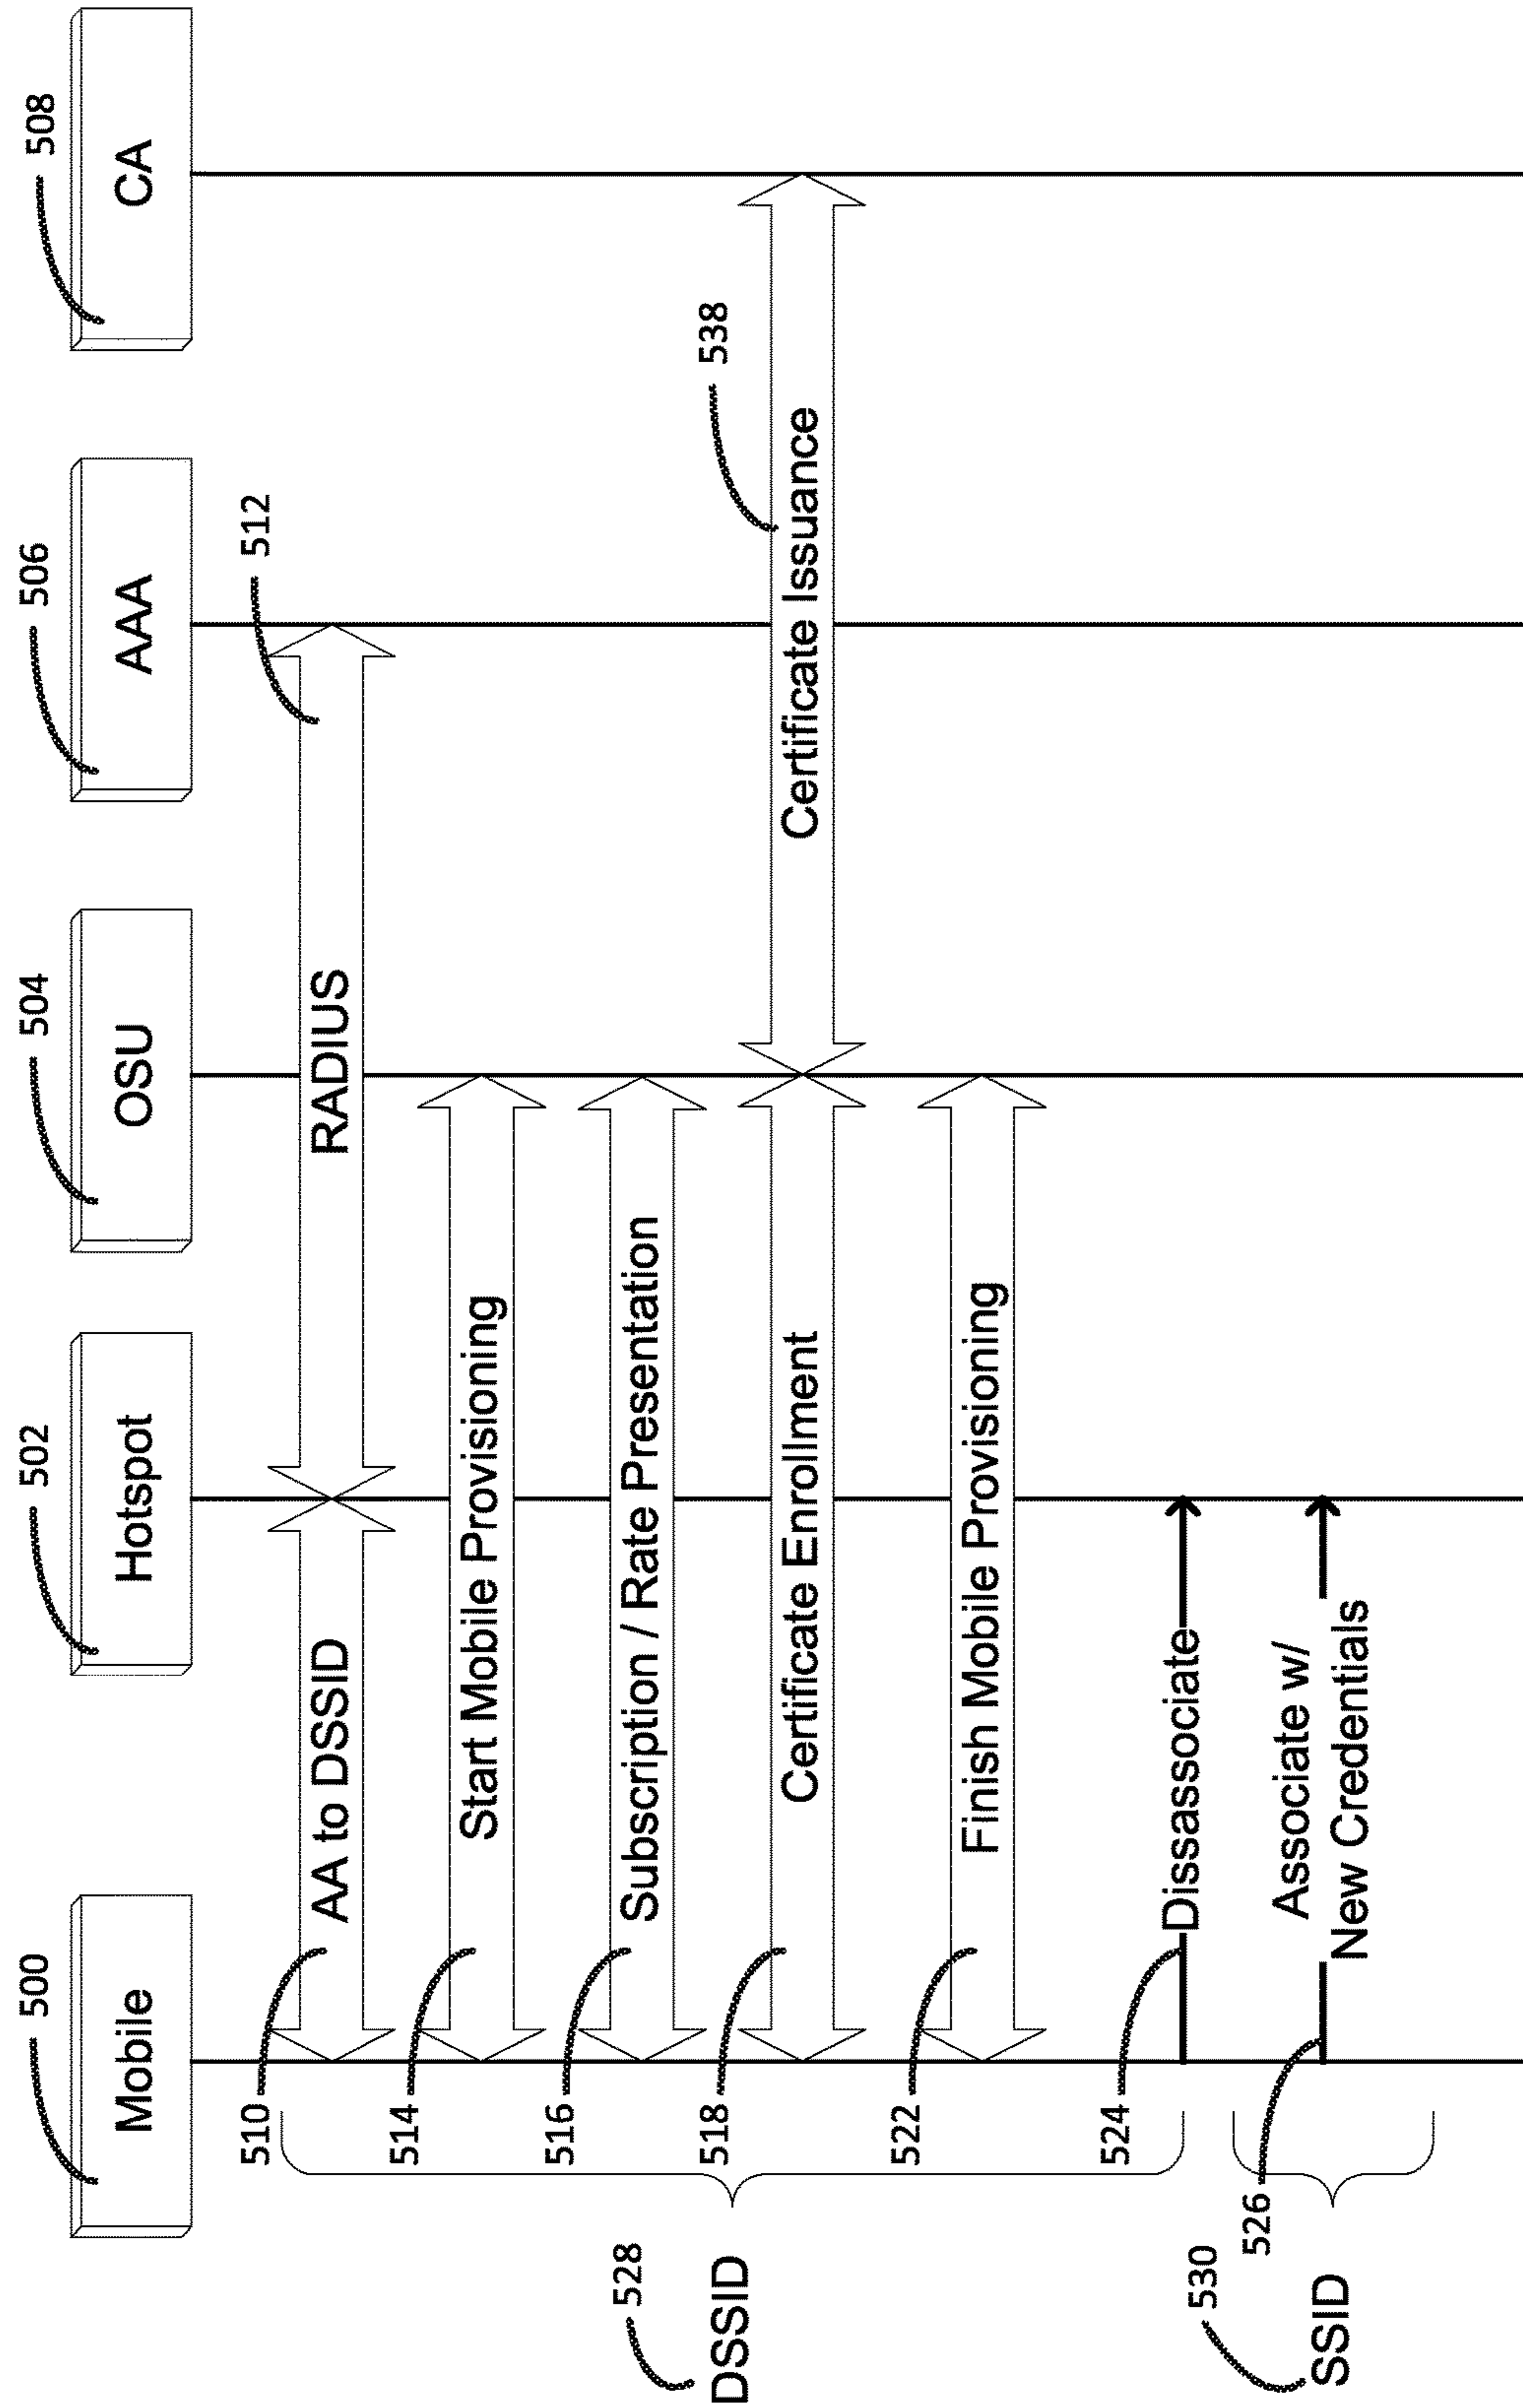 500
502
504
506
508
Mobile
Hotspot
OSU
AAA
CA
510
AA to DSSID
RADIUS
512
514
Start Mobile Provisioning
516
Subscription / Rate Presentation
518
Certificate Enrollment
Certificate Issuance
538
522
Finish Mobile Provisioning
524
Dissassociate
528
DSSID
526
Associate w/
New Credentials
530
SSID